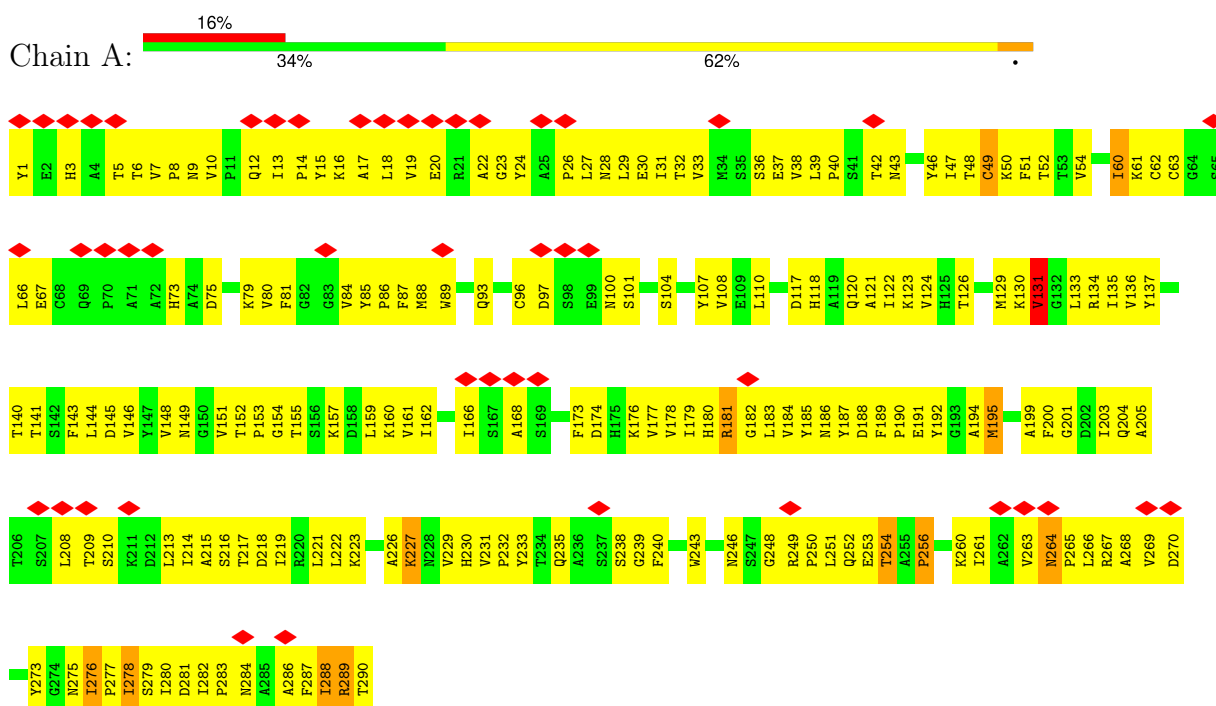 16%
Chain A:
34% 62% •
Y1 E2 H3 A4 T5 T6 V7 P8 N9 V10 P11 Q12 I13 P14 Y15 K16 A17 L18 V19 E20 R21 A22 G23 Y24 A25 P26 L27 N28 L29 E30 I31 T32 V33 M34 S35 S36 E37 V38 L39 P40 S41 T42 N43 Y46 I47 T48 C49 K50 F51 T52 T53 V54 I60 K61 C62 C63 G64 S65
L66 E67 C68 Q69 P70 A71 A72 H73 A74 D75 K79 V80 F81 G82 G83 V84 Y85 P86 F87 M88 W89 Q93 C96 D97 S98 E99 N100 S101 S104 Y107 V108 E109 L110 D117 H118 A119 Q120 A121 I122 K123 V124 H125 T126 M129 K130 V131 G132 L133 R134 I135 V136 Y137
T140 T141 S142 F143 L144 D145 V146 Y147 V148 N149 G150 V151 T152 P153 G154 T155 S156 K157 D158 L159 K160 V161 I162 I166 S167 A168 S169 F173 D174 H175 K176 V177 V178 I179 H180 R181 G182 L183 V184 Y185 N186 Y187 D188 F189 P190 E191 Y192 G193 A194 M195 A199 F200 G201 D202 I203 Q204 A205
T206 S207 L208 T209 S210 K211 D212 L213 I214 A215 S216 T217 D218 I219 R220 L221 L222 K223 A226 K227 N228 V229 H230 V231 P232 Y233 T234 Q235 A236 S237 S238 G239 F240 W243 N246 S247 G248 R249 P250 L251 Q252 E253 T254 A255 P256 K260 I261 A262 V263 N264 P265 L266 R267 A268 V269 D270
Y273 G274 N275 I276 P277 I278 S279 I280 D281 I282 P283 N284 A285 A286 F287 I288 R289 T290